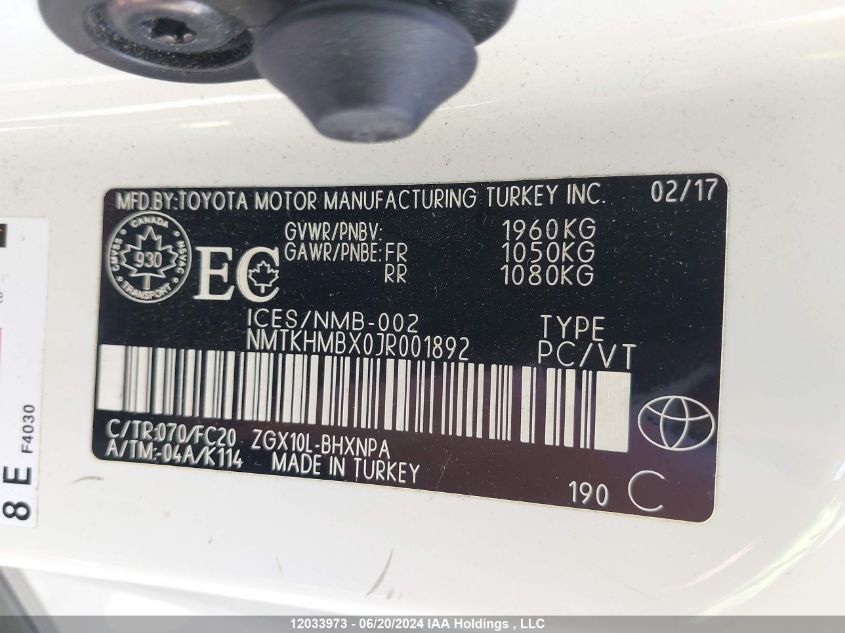 MFD.BY:TOYOTA MOTOR MANUFACTURING TURKEY INC. 02/17
CANADA
CMVSS 930 NSVAC
TRANSPORT
EC
GVWR/PNBV: 1960KG
GAWR/PNBE: FR 1050KG
RR 1080KG
ICES/NMB-002
NMTKHMBX0JR001892
TYPE
PC/VT
C/TR:070/FC20 ZGX10L-BHXNPA
A/TM:-04A/K114 MADE IN TURKEY
190 C
8 E F4030
12033973 - 06/20/2024 IAA Holdings , LLC